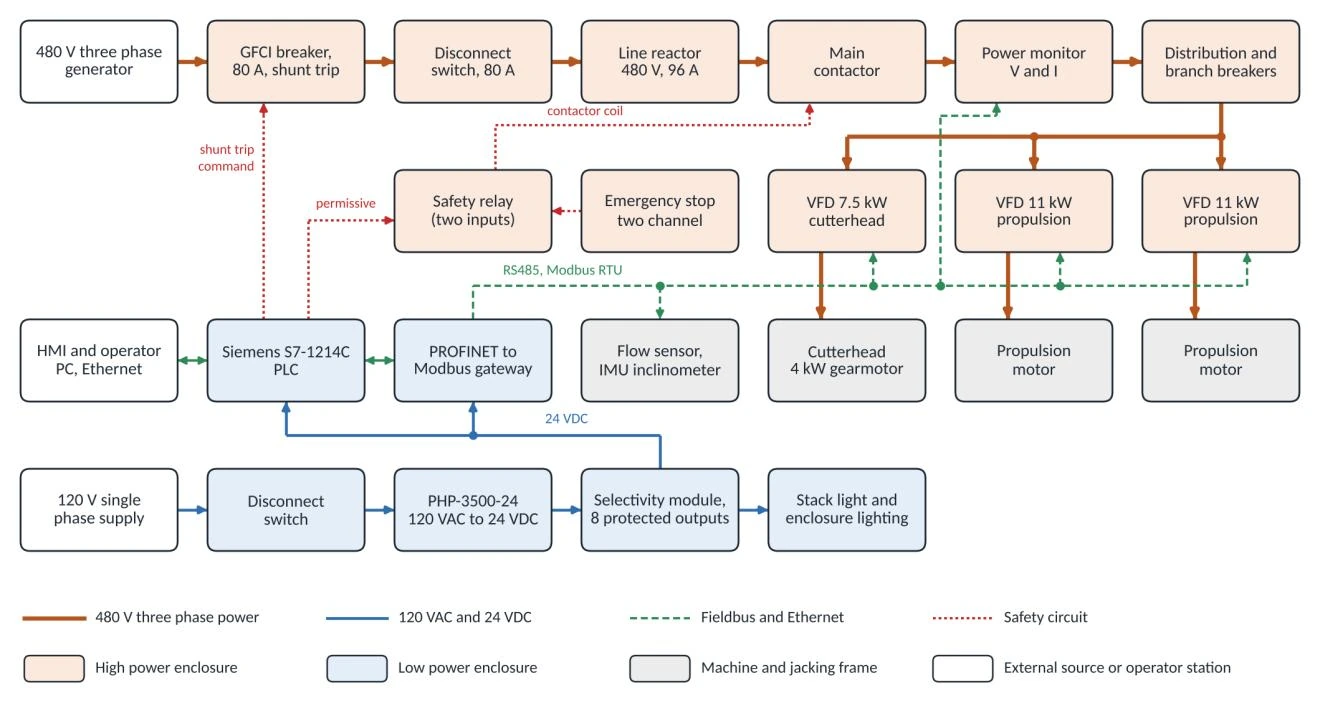 480 V three phase
generator
GFCI breaker,
80 A, shunt trip
Disconnect
switch, 80 A
Line reactor
480 V, 96 A
Main
contactor
Power monitor
V and I
Distribution and
branch breakers
contactor coil
shunt trip
command
permissive
Safety relay
(two inputs)
Emergency stop
two channel
VFD 7.5 kW
cutterhead
VFD 11 kW
propulsion
VFD 11 kW
propulsion
RS485, Modbus RTU
HMI and operator
PC, Ethernet
Siemens S7-1214C
PLC
PROFINET to
Modbus gateway
Flow sensor,
IMU inclinometer
Cutterhead
4 kW gearmotor
Propulsion
motor
Propulsion
motor
24 VDC
120 V single
phase supply
Disconnect
switch
PHP-3500-24
120 VAC to 24 VDC
Selectivity module,
8 protected outputs
Stack light and
enclosure lighting
480 V three phase power
120 VAC and 24 VDC
Fieldbus and Ethernet
Safety circuit
High power enclosure
Low power enclosure
Machine and jacking frame
External source or operator station